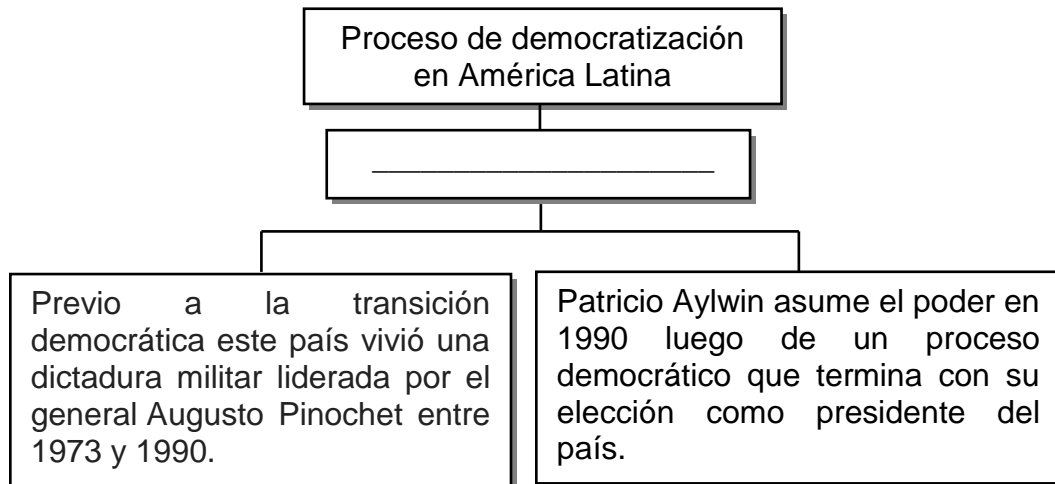 Proceso de democratización
en América Latina
_____________________
Previo a la transición
democrática este país vivió una
dictadura militar liderada por el
general Augusto Pinochet entre
1973 y 1990.
Patricio Aylwin asume el poder en
1990 luego de un proceso
democrático que termina con su
elección como presidente del
país.